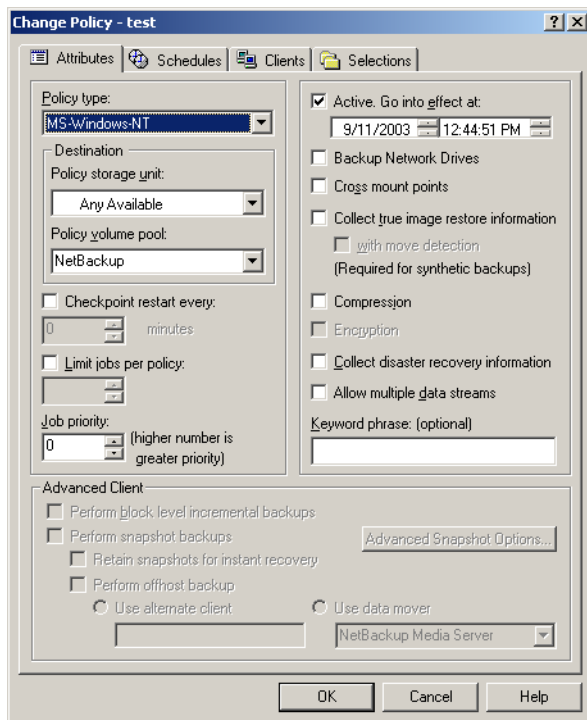 Change Policy - test
Attributes
Schedules
Clients
Selections
Policy type:
MS-Windows-NT
Destination
Policy storage unit:
Any Available
Policy volume pool:
NetBackup
Checkpoint restart every:
0 minutes
Limit jobs per policy:
Job priority:
0 (higher number is
greater priority)
Active. Go into effect at:
9/11/2003 12:44:51 PM
Backup Network Drives
Cross mount points
Collect true image restore information
with move detection
(Required for synthetic backups)
Compression
Encryption
Collect disaster recovery information
Allow multiple data streams
Keyword phrase: (optional)
Advanced Client
Perform block level incremental backups
Perform snapshot backups
Advanced Snapshot Options...
Retain snapshots for instant recovery
Perform offhost backup
Use alternate client
Use data mover
NetBackup Media Server
OK
Cancel
Help